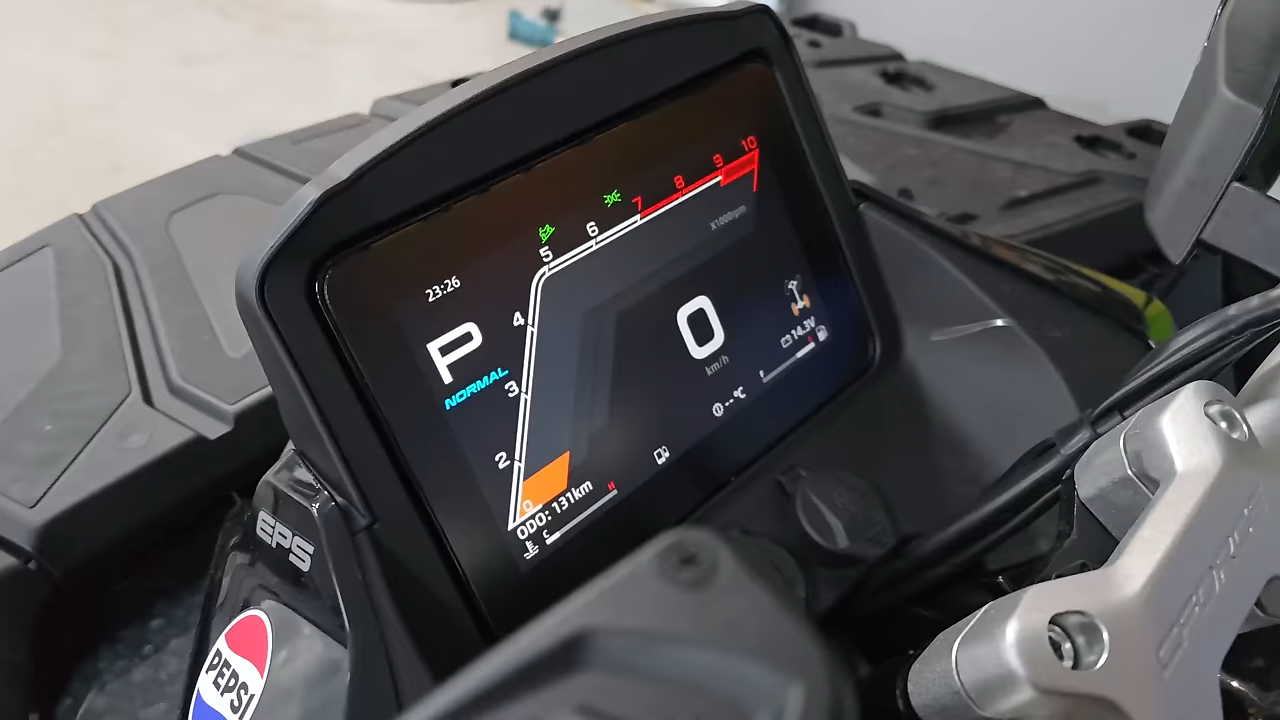 23:26
P
NORMAL
0
2
3
4
5
6
7
8
9
10
X1000rpm
0
km/h
14.3V
-- °C
ODO: 131km
C
H
EPS
PEPSI